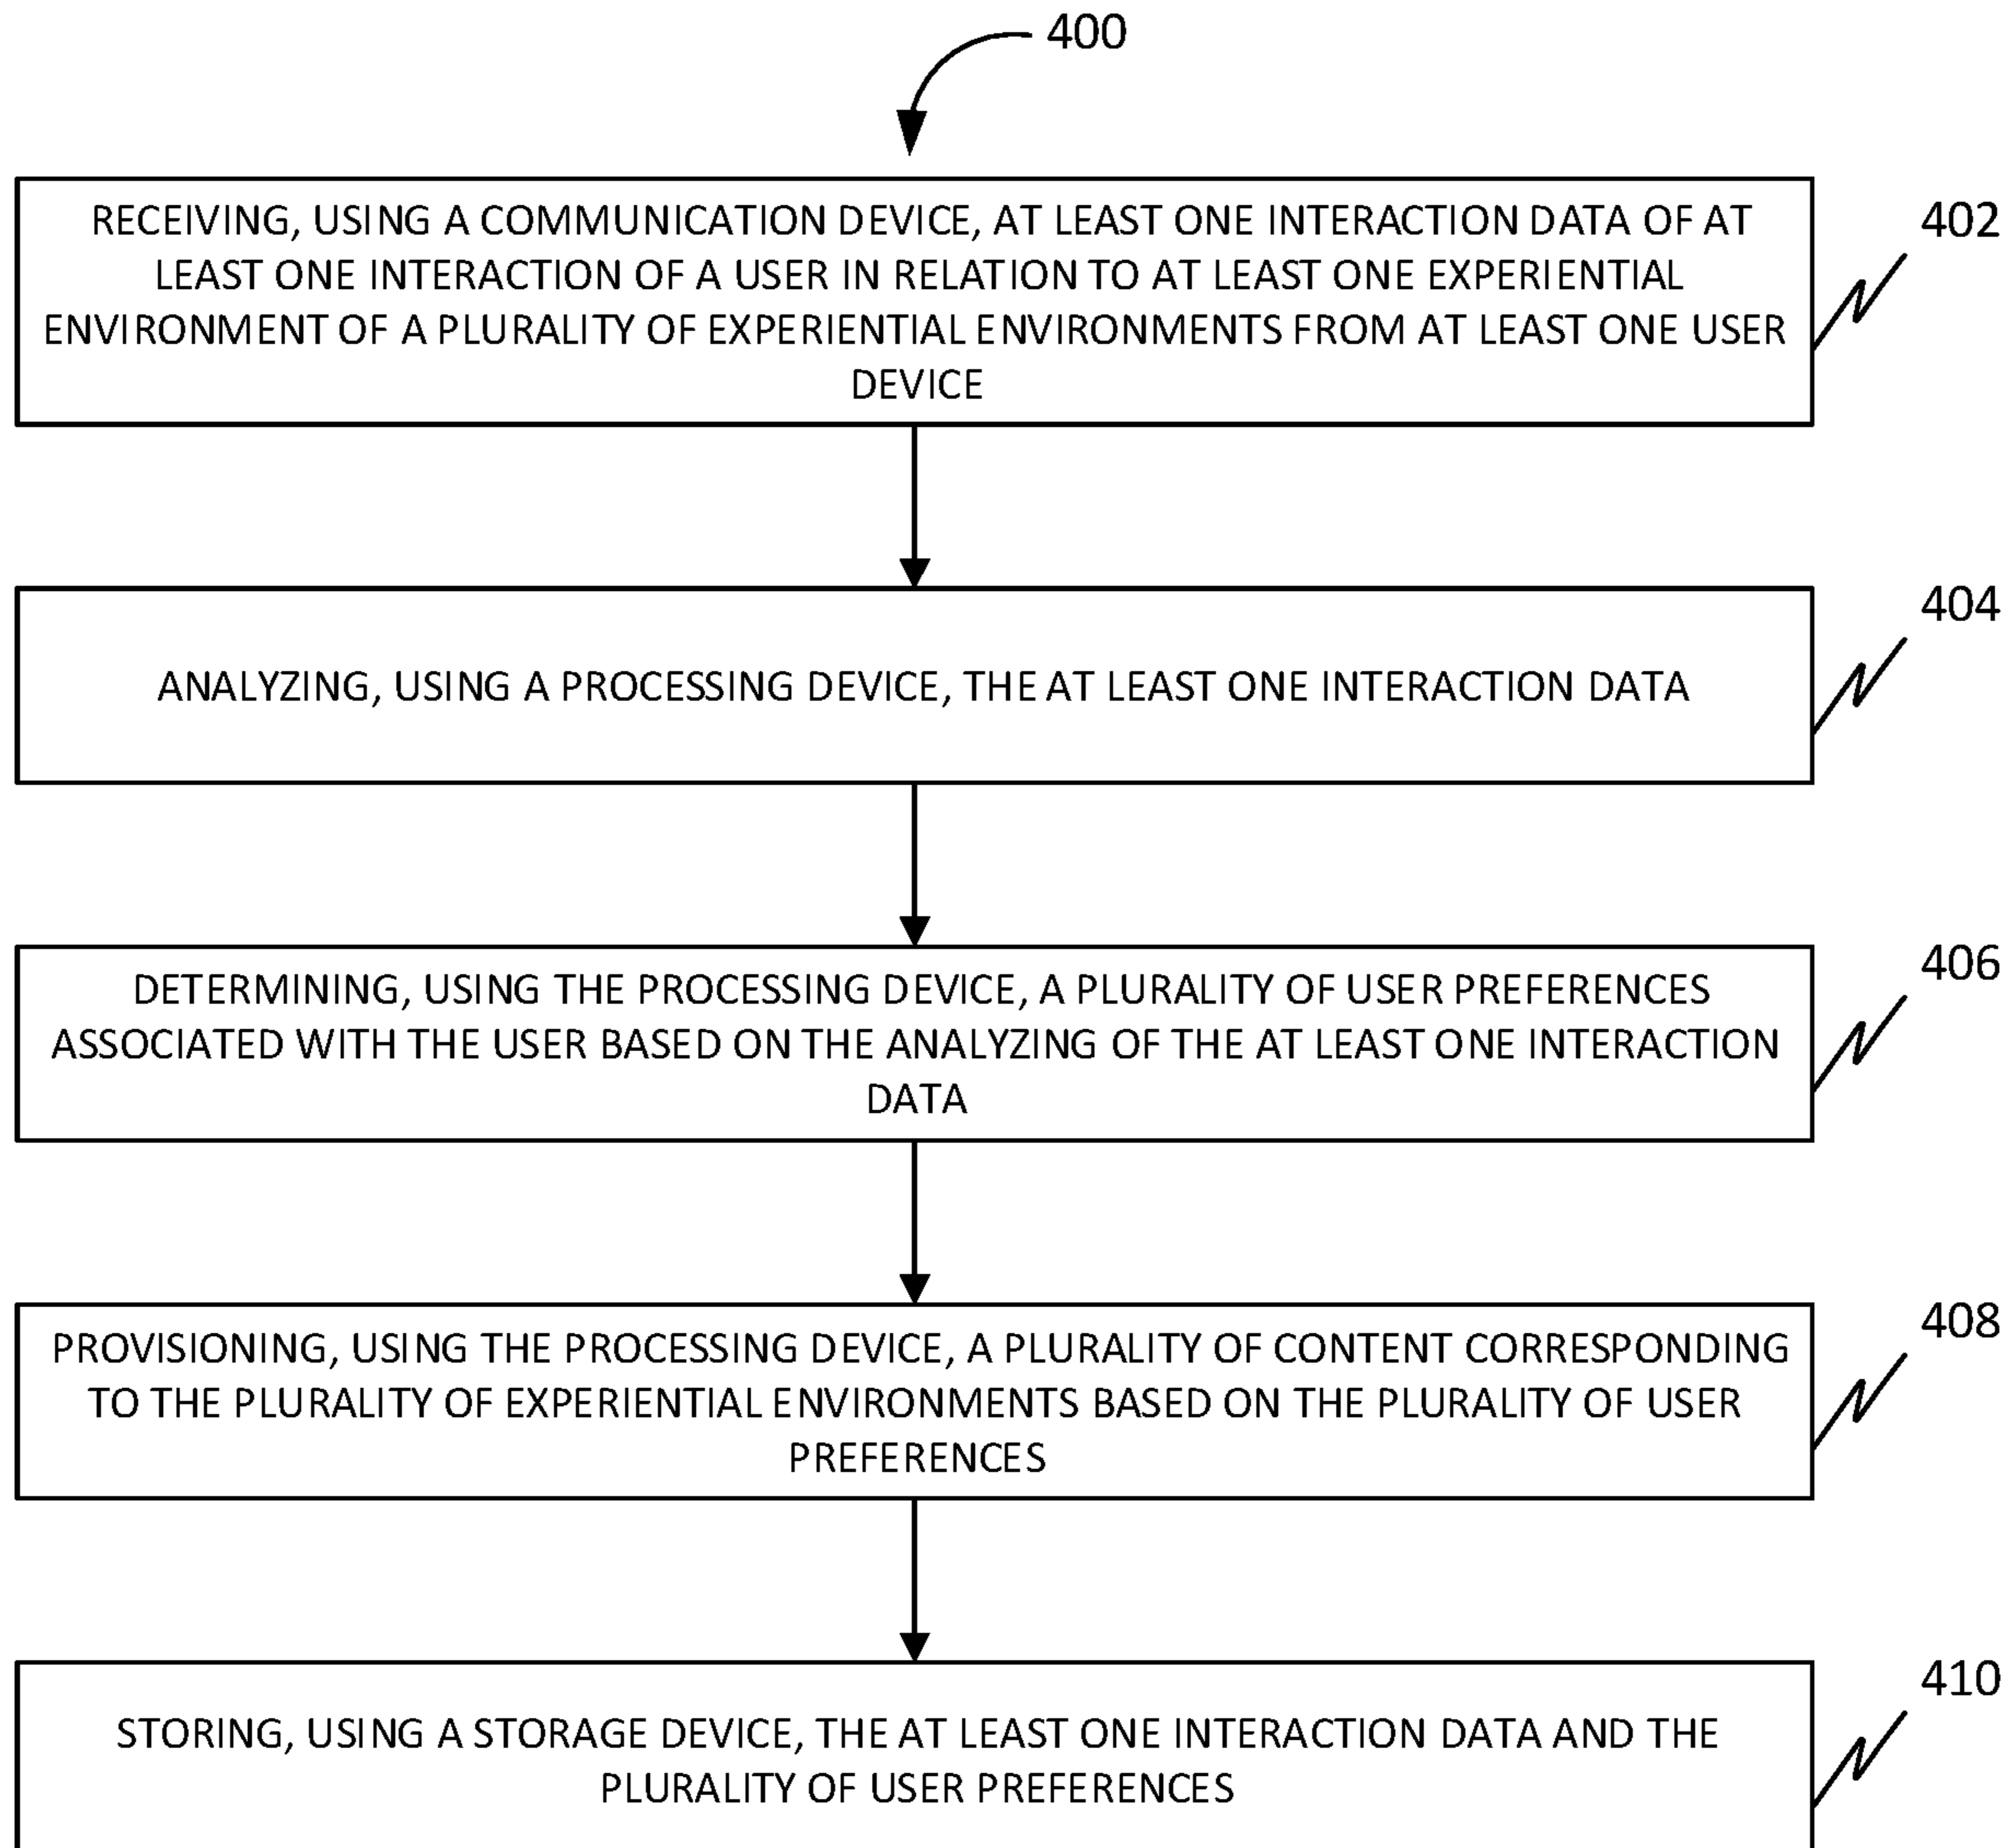 400
RECEIVING, USING A COMMUNICATION DEVICE, AT LEAST ONE INTERACTION DATA OF AT
LEAST ONE INTERACTION OF A USER IN RELATION TO AT LEAST ONE EXPERIENTIAL
ENVIRONMENT OF A PLURALITY OF EXPERIENTIAL ENVIRONMENTS FROM AT LEAST ONE USER
DEVICE
402
ANALYZING, USING A PROCESSING DEVICE, THE AT LEAST ONE INTERACTION DATA
404
DETERMINING, USING THE PROCESSING DEVICE, A PLURALITY OF USER PREFERENCES
ASSOCIATED WITH THE USER BASED ON THE ANALYZING OF THE AT LEAST ONE INTERACTION
DATA
406
PROVISIONING, USING THE PROCESSING DEVICE, A PLURALITY OF CONTENT CORRESPONDING
TO THE PLURALITY OF EXPERIENTIAL ENVIRONMENTS BASED ON THE PLURALITY OF USER
PREFERENCES
408
STORING, USING A STORAGE DEVICE, THE AT LEAST ONE INTERACTION DATA AND THE
PLURALITY OF USER PREFERENCES
410